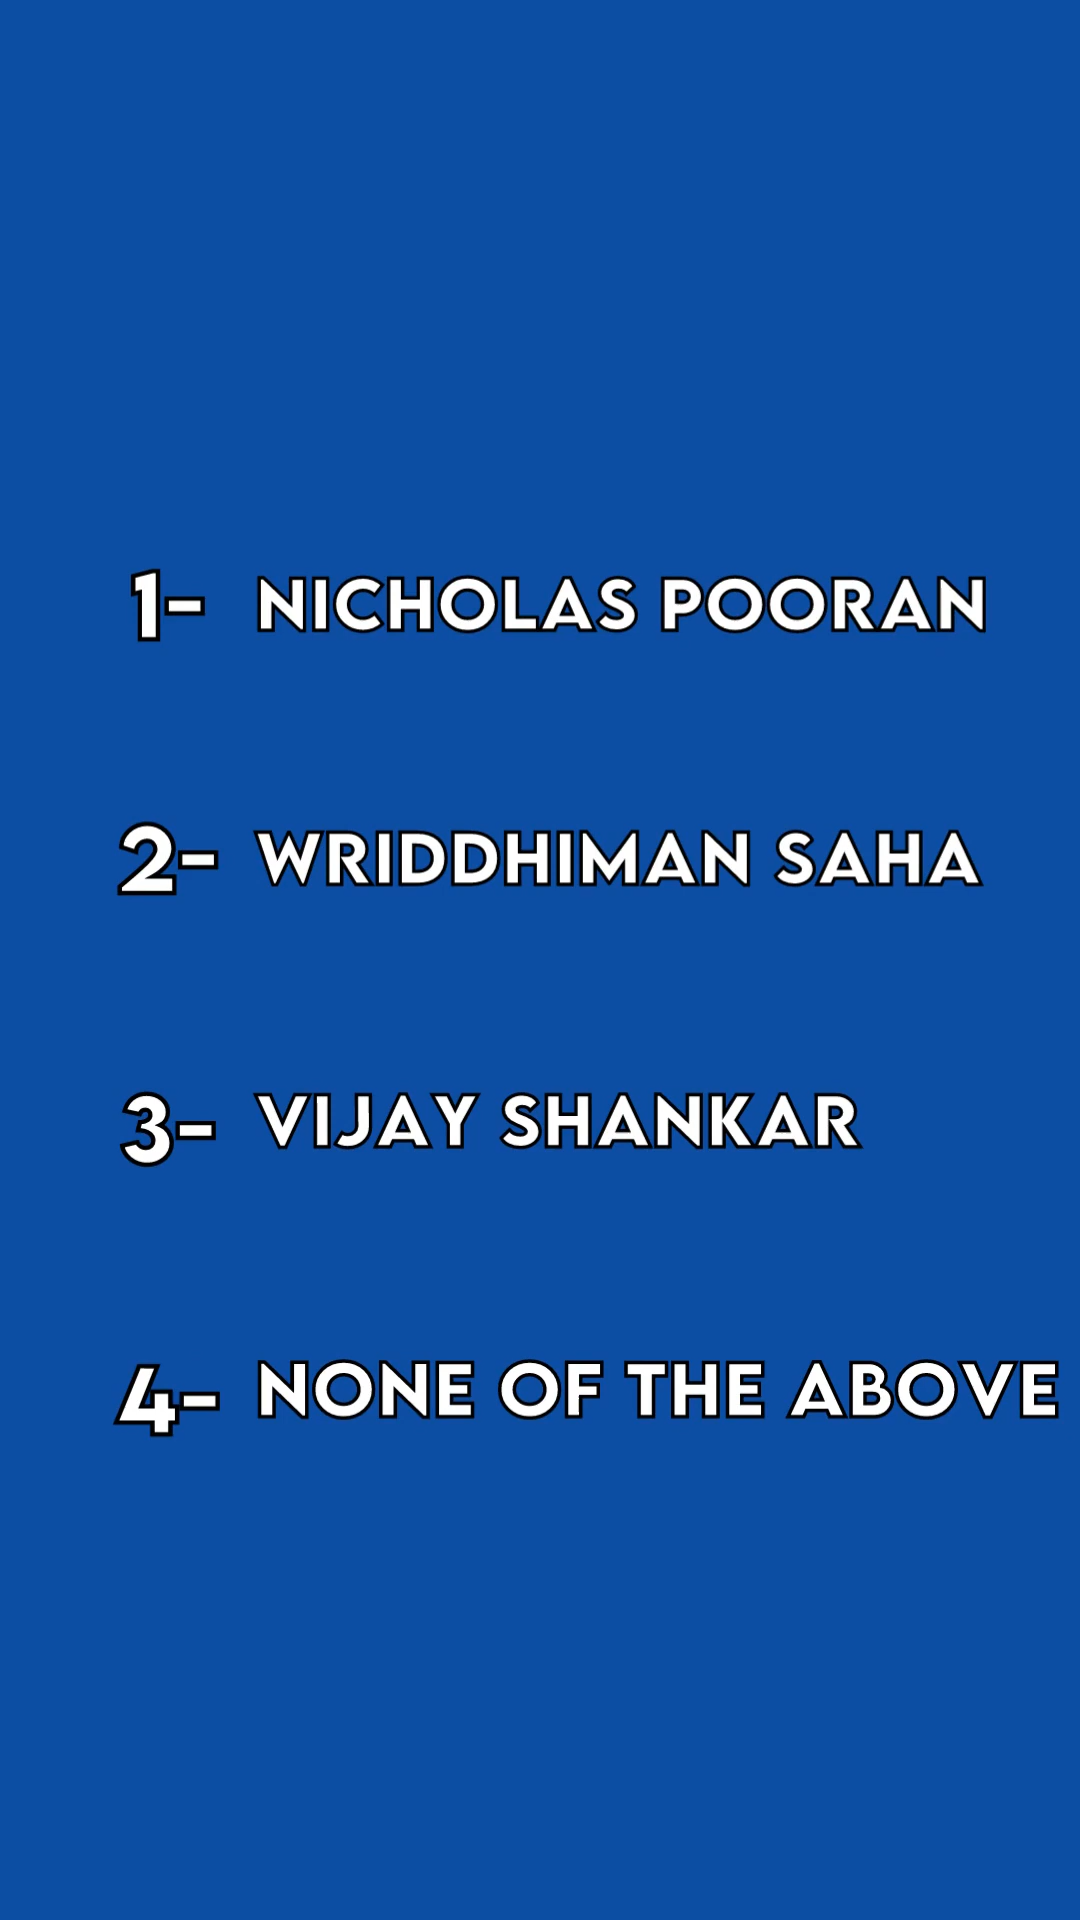 1- NICHOLAS POORAN
2- WRIDDHIMAN SAHA
3- VIJAY SHANKAR
4- NONE OF THE ABOVE